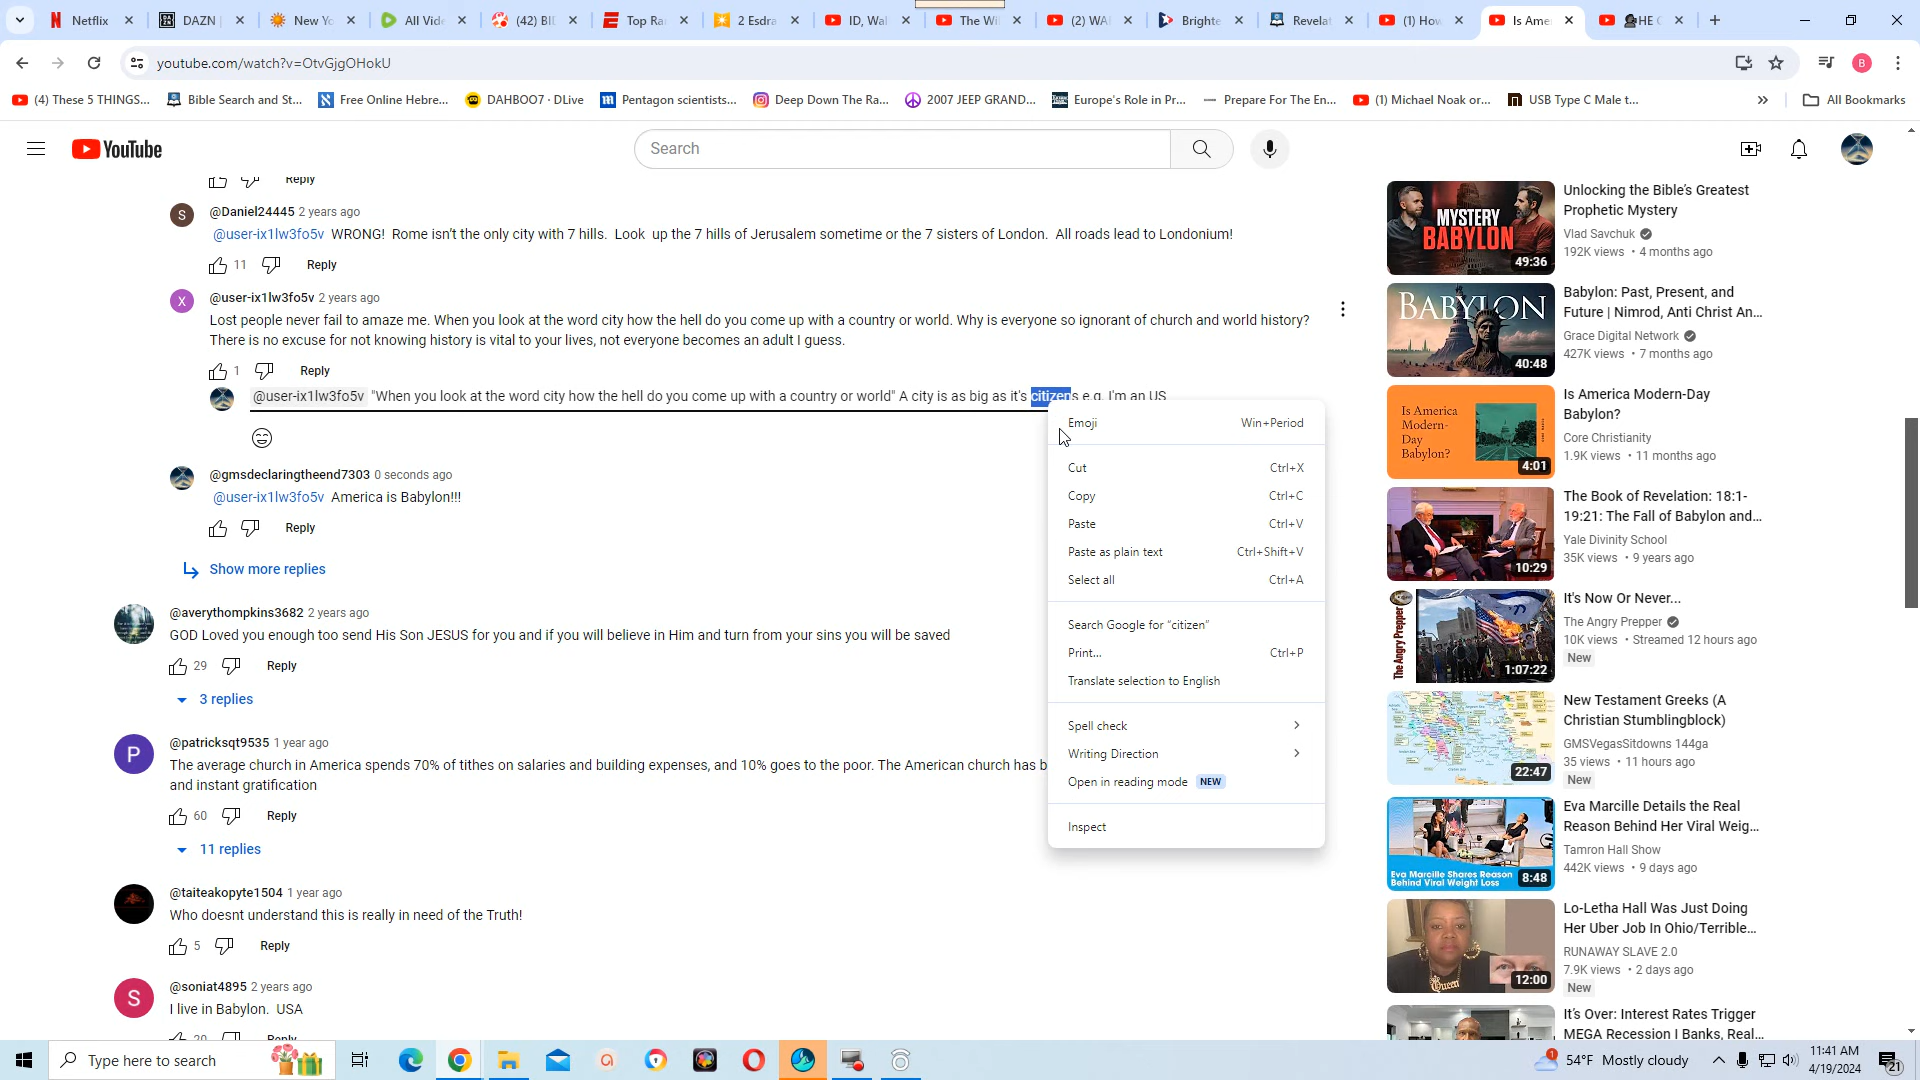 Netflix
DAZN |
New Yo
All Vide
(42) BI
Top Ra
2 Esdra
ID, Wal
The Wi
(2) WA
Brighte
Revelat
(1) How
Is Ame
HE
youtube.com/watch?v=OtvGjgOHokU
B
(4) These 5 THINGS...
Bible Search and St...
Free Online Hebre...
DAHBOO7 · DLive
Pentagon scientists...
Deep Down The Ra...
2007 JEEP GRAND...
Europe's Role in Pr...
Prepare For The En...
(1) Michael Noak or...
USB Type C Male t...
All Bookmarks
YouTube
Search
Reply
S
@Daniel24445 2 years ago
@user-ix1lw3fo5v WRONG! Rome isn't the only city with 7 hills. Look up the 7 hills of Jerusalem sometime or the 7 sisters of London. All roads lead to Londonium!
11 Reply
X
@user-ix1lw3fo5v 2 years ago
Lost people never fail to amaze me. When you look at the word city how the hell do you come up with a country or world. Why is everyone so ignorant of church and world history?
There is no excuse for not knowing history is vital to your lives, not everyone becomes an adult I guess.
1 Reply
@user-ix1lw3fo5v "When you look at the word city how the hell do you come up with a country or world" A city is as big as it's citizens e.g. I'm an US
@gmsdeclaringtheend7303 0 seconds ago
@user-ix1lw3fo5v America is Babylon!!!
Reply
Show more replies
@averythompkins3682 2 years ago
GOD Loved you enough too send His Son JESUS for you and if you will believe in Him and turn from your sins you will be saved
29 Reply
3 replies
P
@patricksqt9535 1 year ago
The average church in America spends 70% of tithes on salaries and building expenses, and 10% goes to the poor. The American church has b
and instant gratification
60 Reply
11 replies
@taiteakopyte1504 1 year ago
Who doesnt understand this is really in need of the Truth!
5 Reply
S
@soniat4895 2 years ago
I live in Babylon. USA
20 Reply
Emoji Win+Period
Cut Ctrl+X
Copy Ctrl+C
Paste Ctrl+V
Paste as plain text Ctrl+Shift+V
Select all Ctrl+A
Search Google for “citizen”
Print... Ctrl+P
Translate selection to English
Spell check
Writing Direction
Open in reading mode NEW
Inspect
MYSTERY
BABYLON
49:36
Unlocking the Bible's Greatest
Prophetic Mystery
Vlad Savchuk
192K views • 4 months ago
BABYLON
40:48
Babylon: Past, Present, and
Future | Nimrod, Anti Christ An...
Grace Digital Network
427K views • 7 months ago
Is America
Modern-
Day
Babylon?
4:01
Is America Modern-Day
Babylon?
Core Christianity
1.9K views • 11 months ago
10:29
The Book of Revelation: 18:1-
19:21: The Fall of Babylon and...
Yale Divinity School
35K views • 9 years ago
The Angry Prepper
1:07:22
It's Now Or Never...
The Angry Prepper
10K views • Streamed 12 hours ago
New
22:47
New Testament Greeks (A
Christian Stumblingblock)
GMSVegasSitdowns 144ga
35 views • 11 hours ago
New
Eva Marcille Shares Reason
Behind Viral Weight Loss
8:48
Eva Marcille Details the Real
Reason Behind Her Viral Weig...
Tamron Hall Show
442K views • 9 days ago
Queen
12:00
Lo-Letha Hall Was Just Doing
Her Uber Job In Ohio/Terrible...
RUNAWAY SLAVE 2.0
7.9K views • 2 days ago
New
It's Over: Interest Rates Trigger
MEGA Recession | Banks, Real...
Type here to search
1
54°F Mostly cloudy
11:41 AM
4/19/2024
21